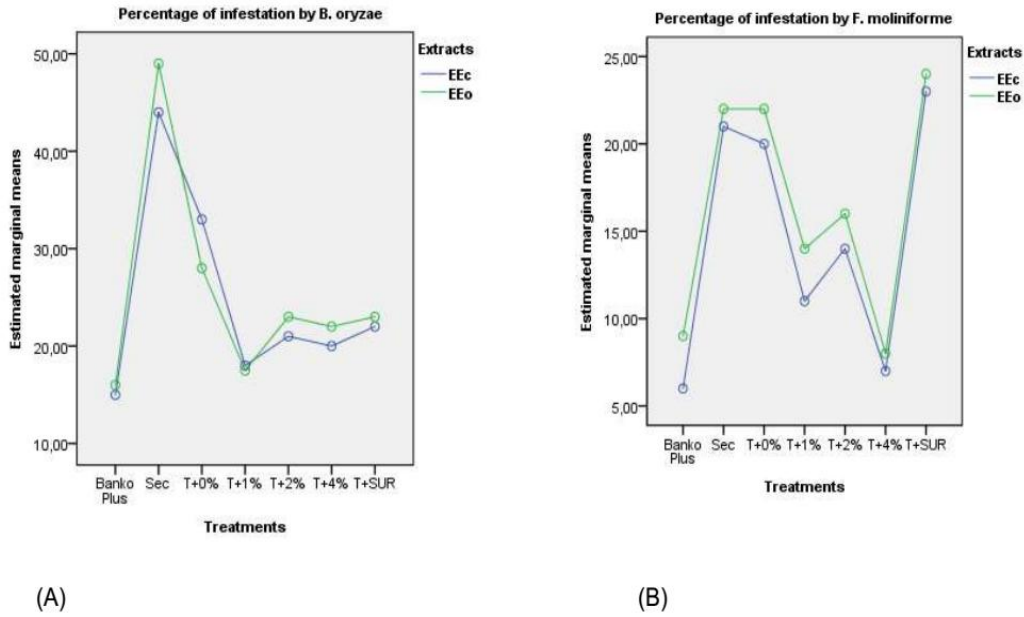 Percentage of infestation by B. oryzae
Extracts
EEc
EEo
50,00
40,00
30,00
20,00
10,00
Estimated marginal means
Banko Plus Sec T+0% T+1% T+2% T+4% T+SUR
Treatments
(A)
Percentage of infestation by F. moliniforme
Extracts
EEc
EEo
25,00
20,00
15,00
10,00
5,00
Estimated marginal means
Banko Plus Sec T+0% T+1% T+2% T+4% T+SUR
Treatments
(B)